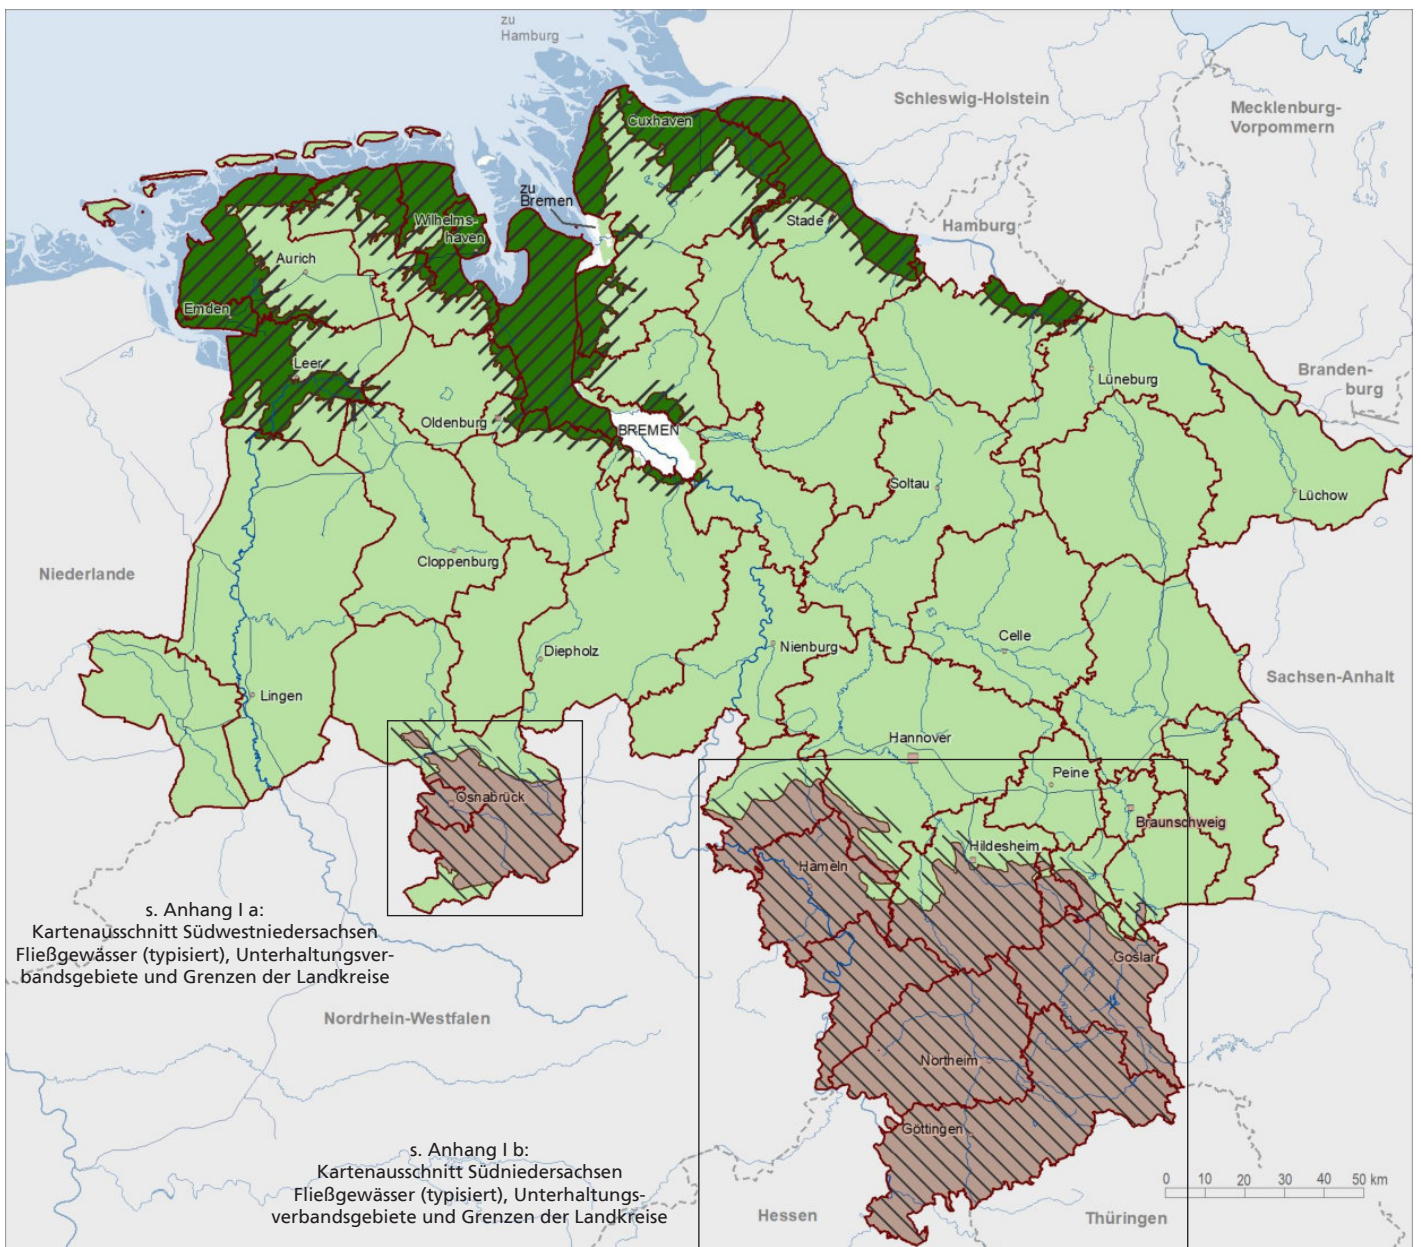 zu
Hamburg
Schleswig-Holstein
Mecklenburg-
Vorpommern
Cuxhaven
zu
Bremen
Wilhelms-
haven
Stade
Hamburg
Aurich
Emden
Leer
Lüneburg
Branden-
burg
Oldenburg
BREMEN
Soltau
Lüchow
Niederlande
Cloppenburg
Celle
Nienburg
Diepholz
Sachsen-Anhalt
Lingen
Hannover
Peine
Osnabrück
Braunschweig
Hildesheim
Hameln
s. Anhang I a:
Kartenausschnitt Südwestniedersachsen
Fließgewässer (typisiert), Unterhaltungsver-
bandsgebiete und Grenzen der Landkreise
Goslar
Nordrhein-Westfalen
Northeim
Göttingen
s. Anhang I b:
Kartenausschnitt Südniedersachsen
Fließgewässer (typisiert), Unterhaltungs-
verbandsgebiete und Grenzen der Landkreise
0 10 20 30 40 50 km
Hessen
Thüringen